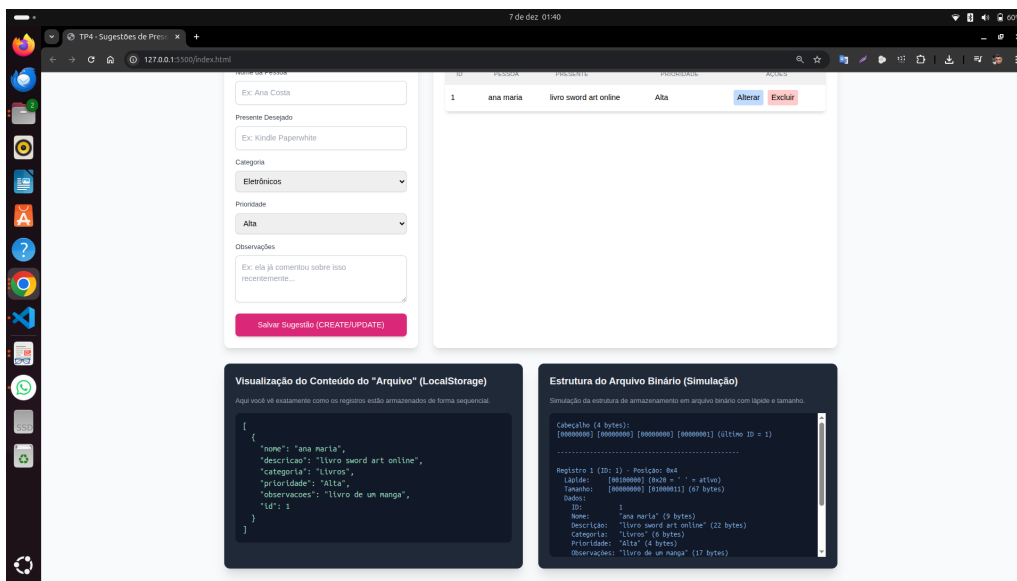 7 de dez 01:40
60%
TP4 - Sugestões de Prese
127.0.0.1:5500/index.html
Nome da Pessoa
Ex: Ana Costa
Presente Desejado
Ex: Kindle Paperwhite
Categoria
Eletrônicos
Prioridade
Alta
Observações
Ex: ela já comentou sobre isso
recentemente...
Salvar Sugestão (CREATE/UPDATE)
ID PESSOA PRESENTE PRIORIDADE AÇÕES
1 ana maria livro sword art online Alta Alterar Excluir
Visualização do Conteúdo do "Arquivo" (LocalStorage)
Aqui você vê exatamente como os registros estão armazenados de forma sequencial.
[
{
"nome": "ana maria",
"descricao": "livro sword art online",
"categoria": "Livros",
"prioridade": "Alta",
"observacoes": "livro de um manga",
"id": 1
}
]
Estrutura do Arquivo Binário (Simulação)
Simulação da estrutura de armazenamento em arquivo binário com lápide e tamanho.
Cabeçalho (4 bytes):
[00000000] [00000000] [00000000] [00000001] (último ID = 1)
--------------------------------------------------
Registro 1 (ID: 1) - Posição: 0x4
Lápide: [00100000] (0x20 = ' ' = ativo)
Tamanho: [00000000] [01000011] (67 bytes)
Dados:
ID: 1
Nome: "ana maria" (9 bytes)
Descrição: "livro sword art online" (22 bytes)
Categoria: "Livros" (6 bytes)
Prioridade: "Alta" (4 bytes)
Observações: "livro de um manga" (17 bytes)
2
SSD